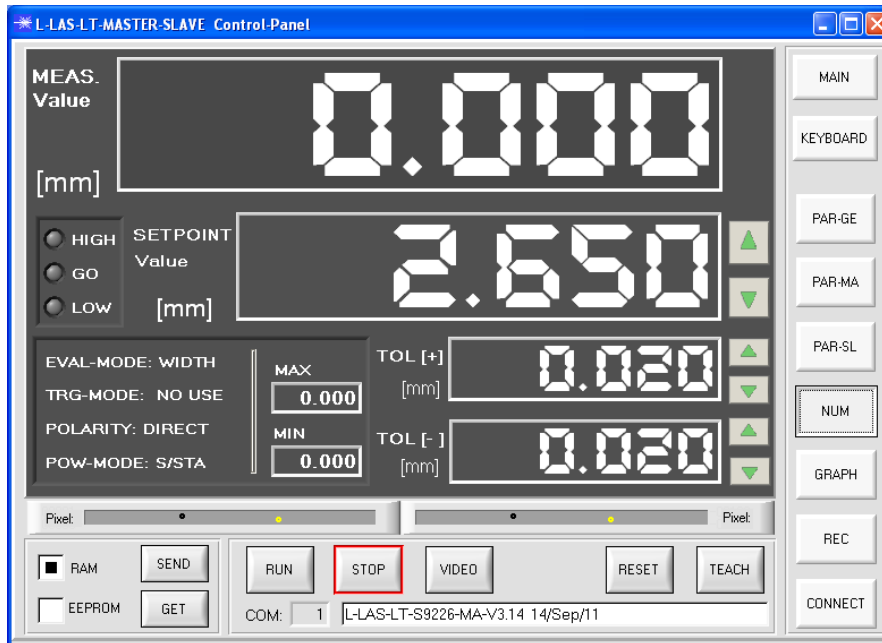 L-LAS-LT-MASTER-SLAVE Control-Panel
MEAS.
Value
[mm]
0.000
HIGH
GO
LOW
SETPOINT
Value
[mm]
2.650
EVAL-MODE: WIDTH
TRG-MODE: NO USE
POLARITY: DIRECT
POW-MODE: S/STA
MAX
0.000
MIN
0.000
TOL [+]
[mm]
0.020
TOL [-]
[mm]
0.020
Pixel:
Pixel:
RAM
SEND
EEPROM
GET
RUN
STOP
VIDEO
RESET
TEACH
COM: 1 L-LAS-LT-S9226-MA-V3.14 14/Sep/11
MAIN
KEYBOARD
PAR-GE
PAR-MA
PAR-SL
NUM
GRAPH
REC
CONNECT